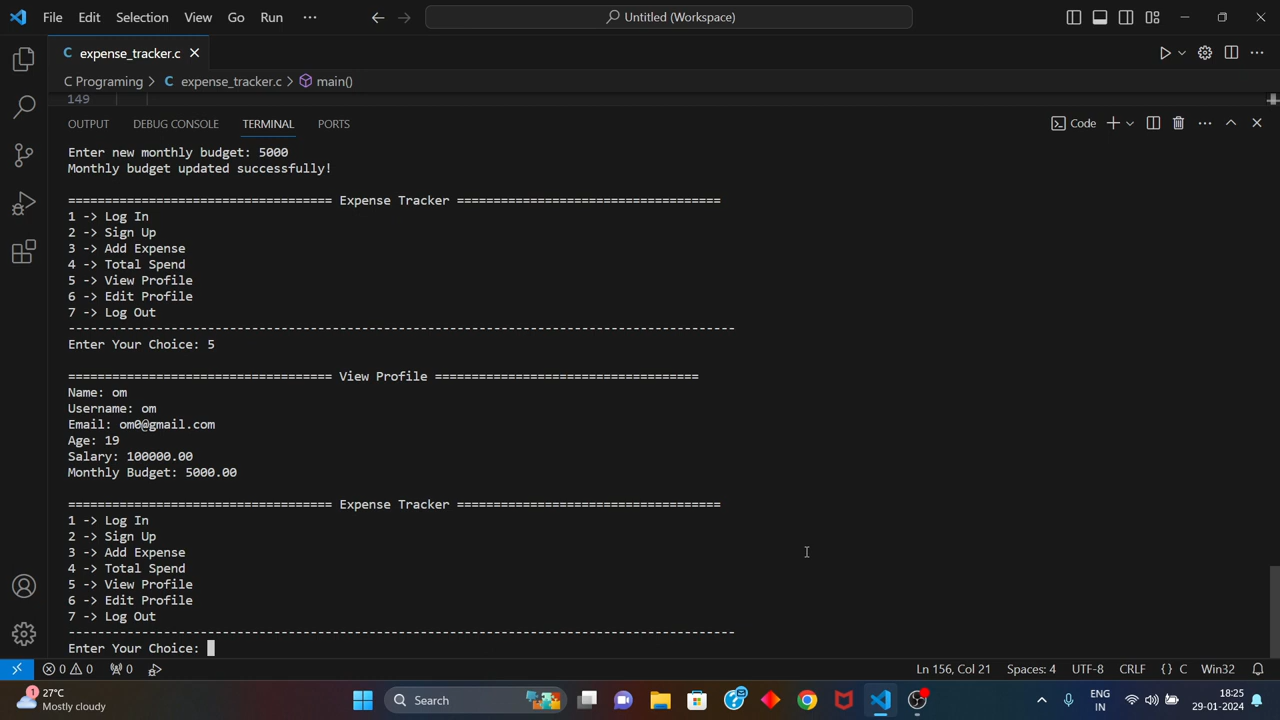 File Edit Selection View Go Run ··· Untitled (Workspace)
C expense_tracker.c
C Programing > C expense_tracker.c > main()
149
OUTPUT DEBUG CONSOLE TERMINAL PORTS Code
Enter new monthly budget: 5000
Monthly budget updated successfully!
==================================== Expense Tracker ====================================
1 -> Log In
2 -> Sign Up
3 -> Add Expense
4 -> Total Spend
5 -> View Profile
6 -> Edit Profile
7 -> Log Out
-------------------------------------------------------------------------------------------
Enter Your Choice: 5
==================================== View Profile ====================================
Name: om
Username: om
Email: om0@gmail.com
Age: 19
Salary: 100000.00
Monthly Budget: 5000.00
==================================== Expense Tracker ====================================
1 -> Log In
2 -> Sign Up
3 -> Add Expense
4 -> Total Spend
5 -> View Profile
6 -> Edit Profile
7 -> Log Out
-------------------------------------------------------------------------------------------
Enter Your Choice:
0 0 0 Ln 156, Col 21 Spaces: 4 UTF-8 CRLF {} C Win32
1 27°C Search ENG 18:25
Mostly cloudy IN 29-01-2024